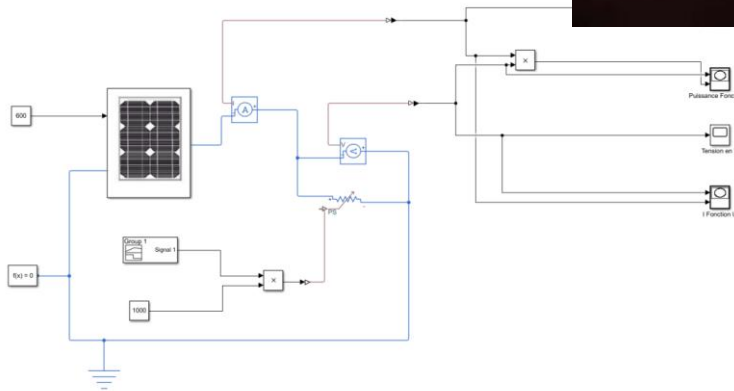 ×
Puissance Fonc
600
I
A
+
V
V
+
Tension en
PS
-
I Fonction U
Group 1
Signal 1
×
f(x) = 0
1000